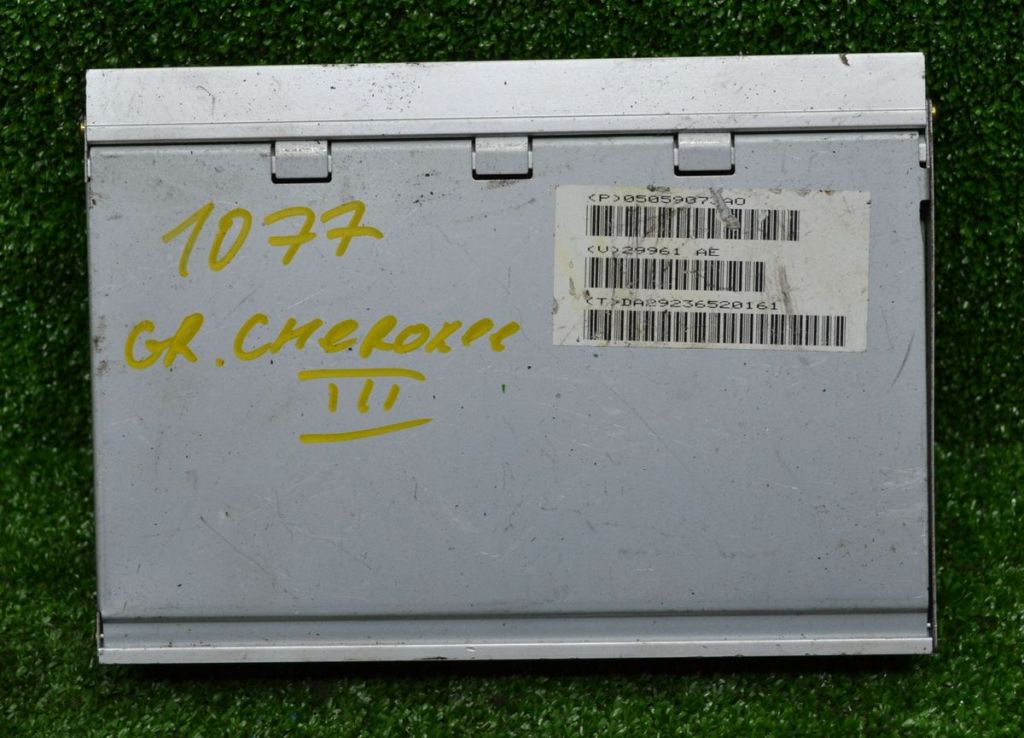 1077
GR. CHEROKEE
III
(P)05059073AO
(V)29961 AE
(T)DA29236520161